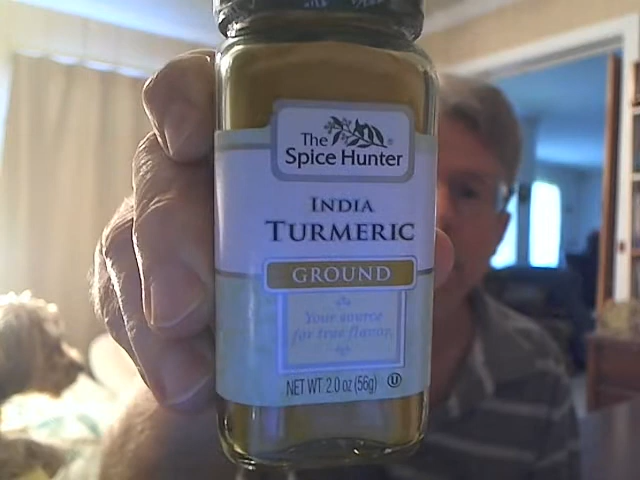 The
Spice Hunter®
INDIA
TURMERIC
GROUND
Your source
for true flavor.
NET WT 2.0 oz (56g) Ⓤ